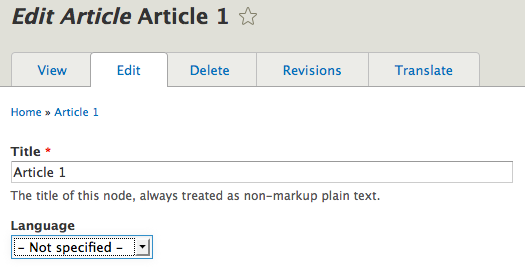 Edit Article Article 1
View Edit Delete Revisions Translate
Home » Article 1
Title *
Article 1
The title of this node, always treated as non-markup plain text.
Language
- Not specified -